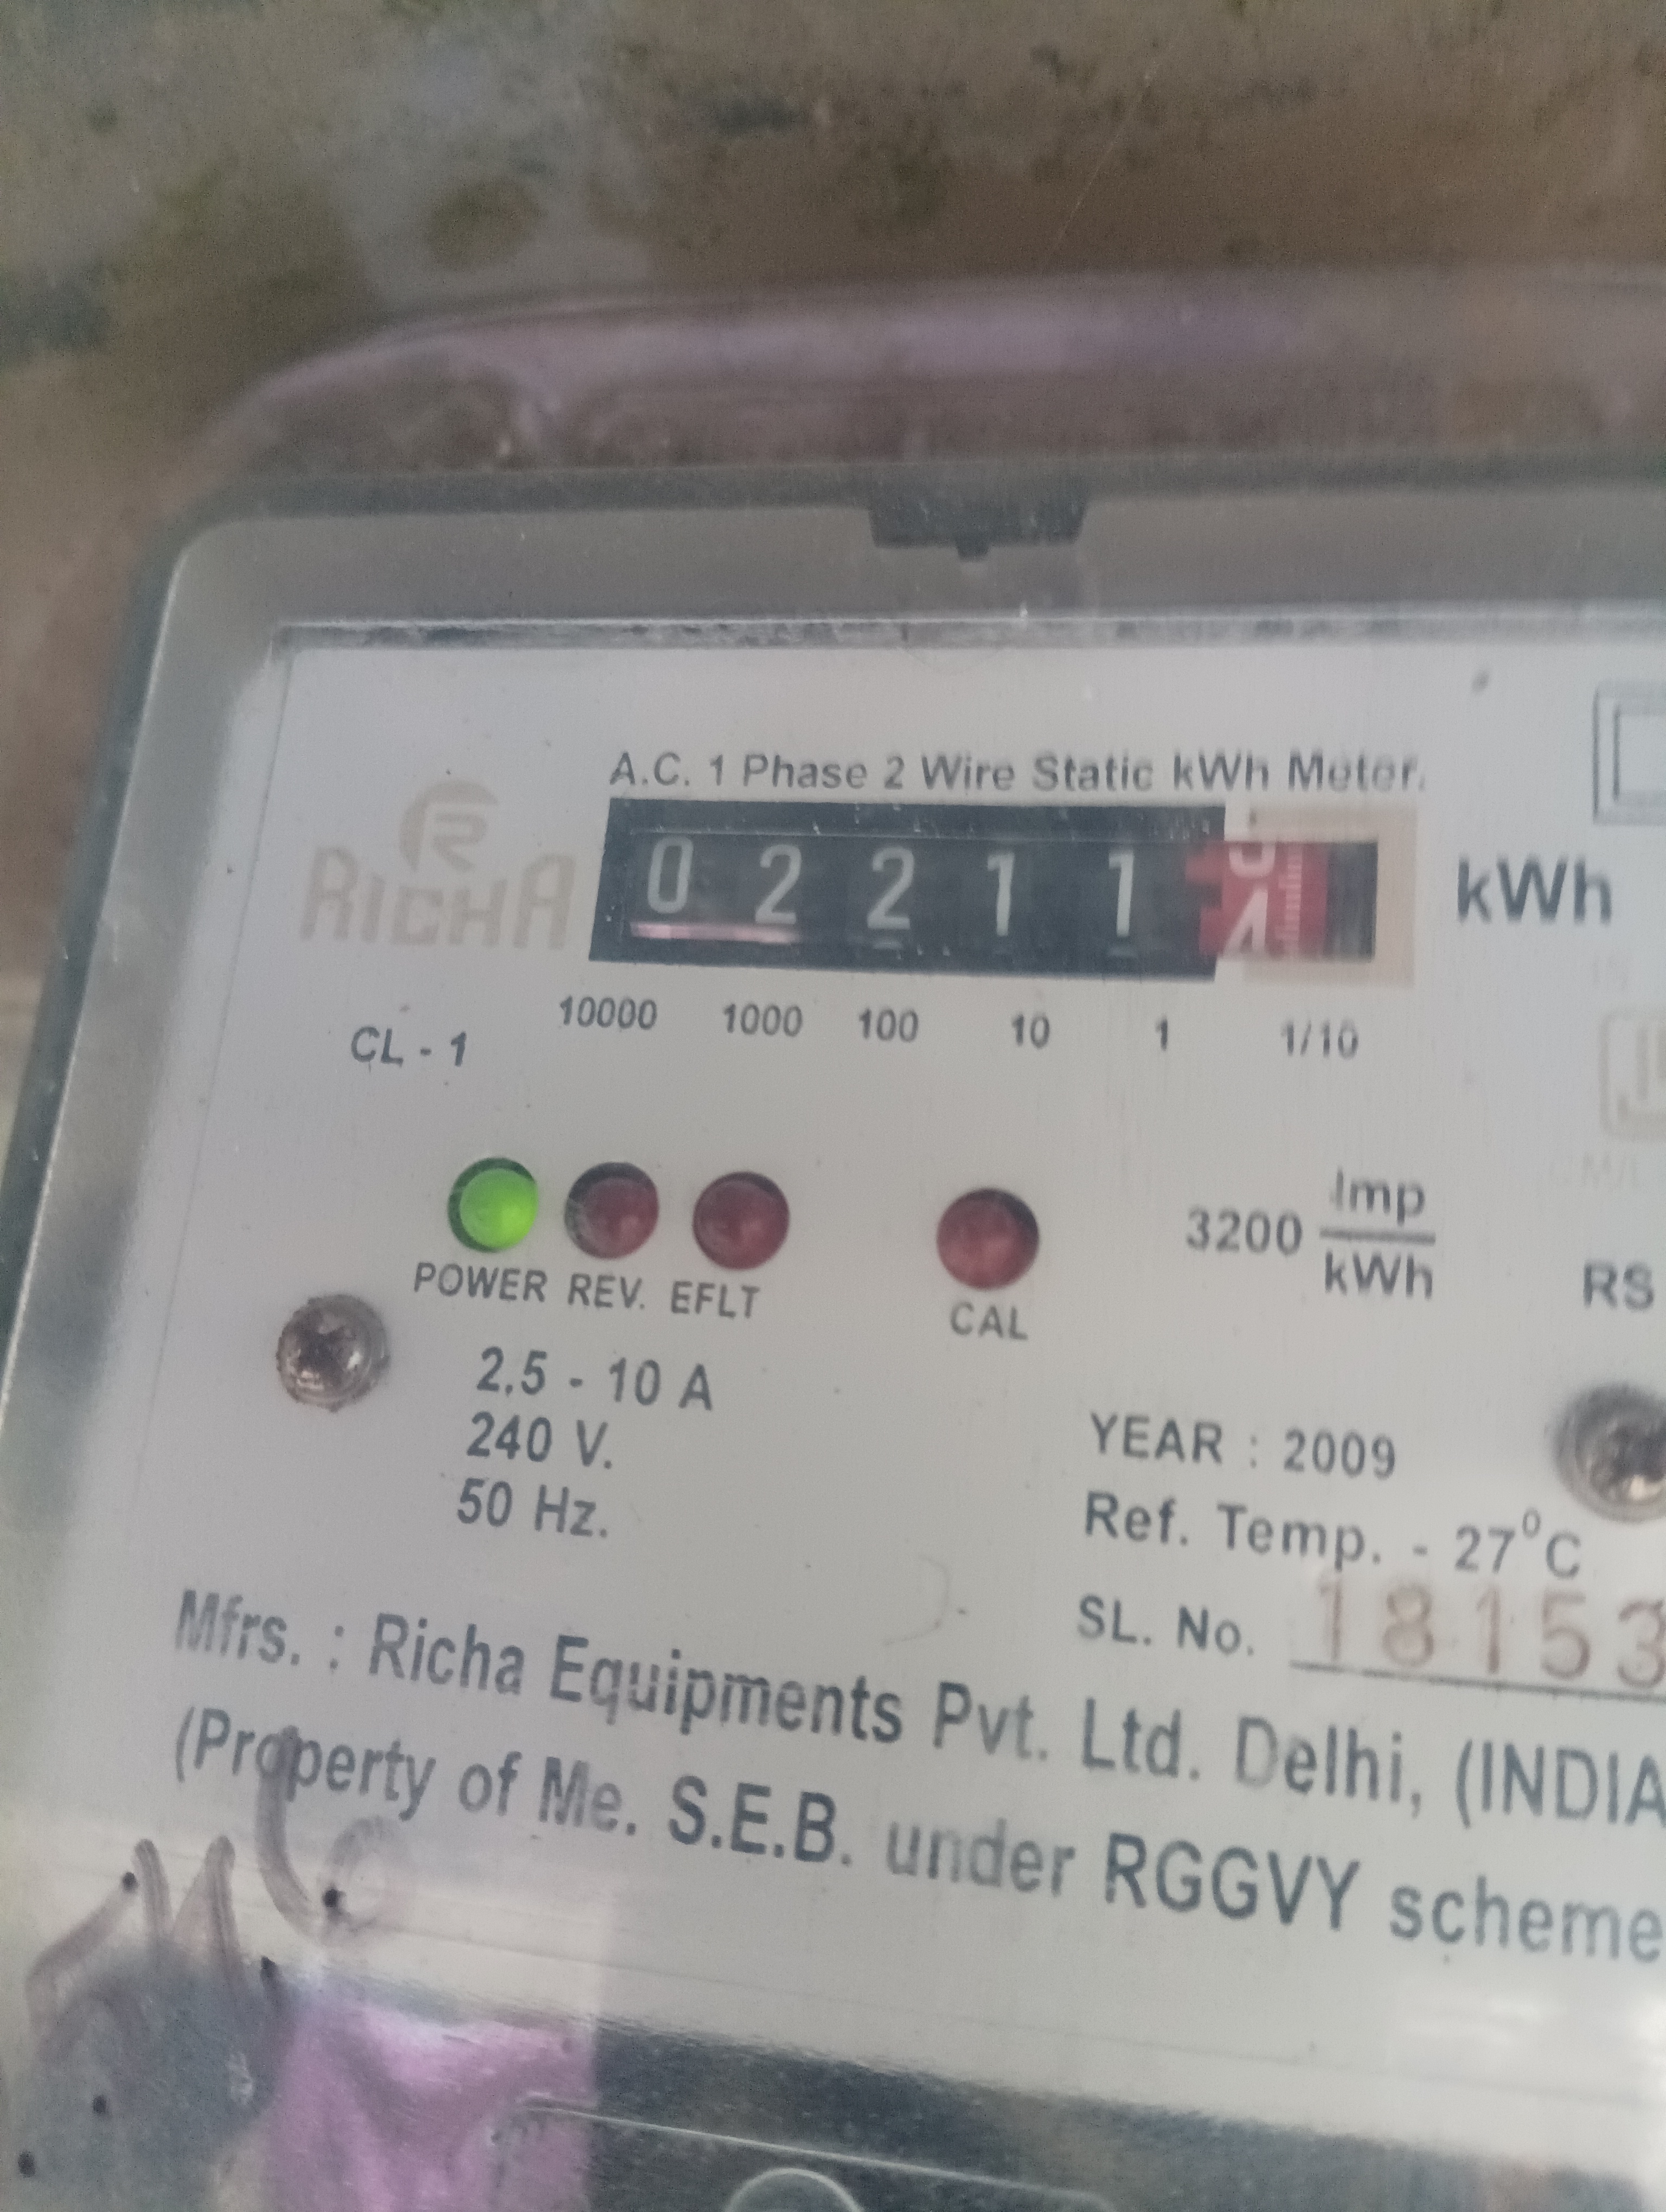 A.C. 1 Phase 2 Wire Static kWh Meter.
RICHA
0 2 2 1 1 kWh
10000 1000 100 10 1 1/10
CL - 1
POWER REV. EFLT CAL
3200 Imp/kWh
RS
2.5 - 10 A
240 V.
50 Hz.
YEAR : 2009
Ref. Temp. - 27°C
SL. No. 18153
Mfrs. : Richa Equipments Pvt. Ltd. Delhi, (INDIA
(Property of Me. S.E.B. under RGGVY scheme